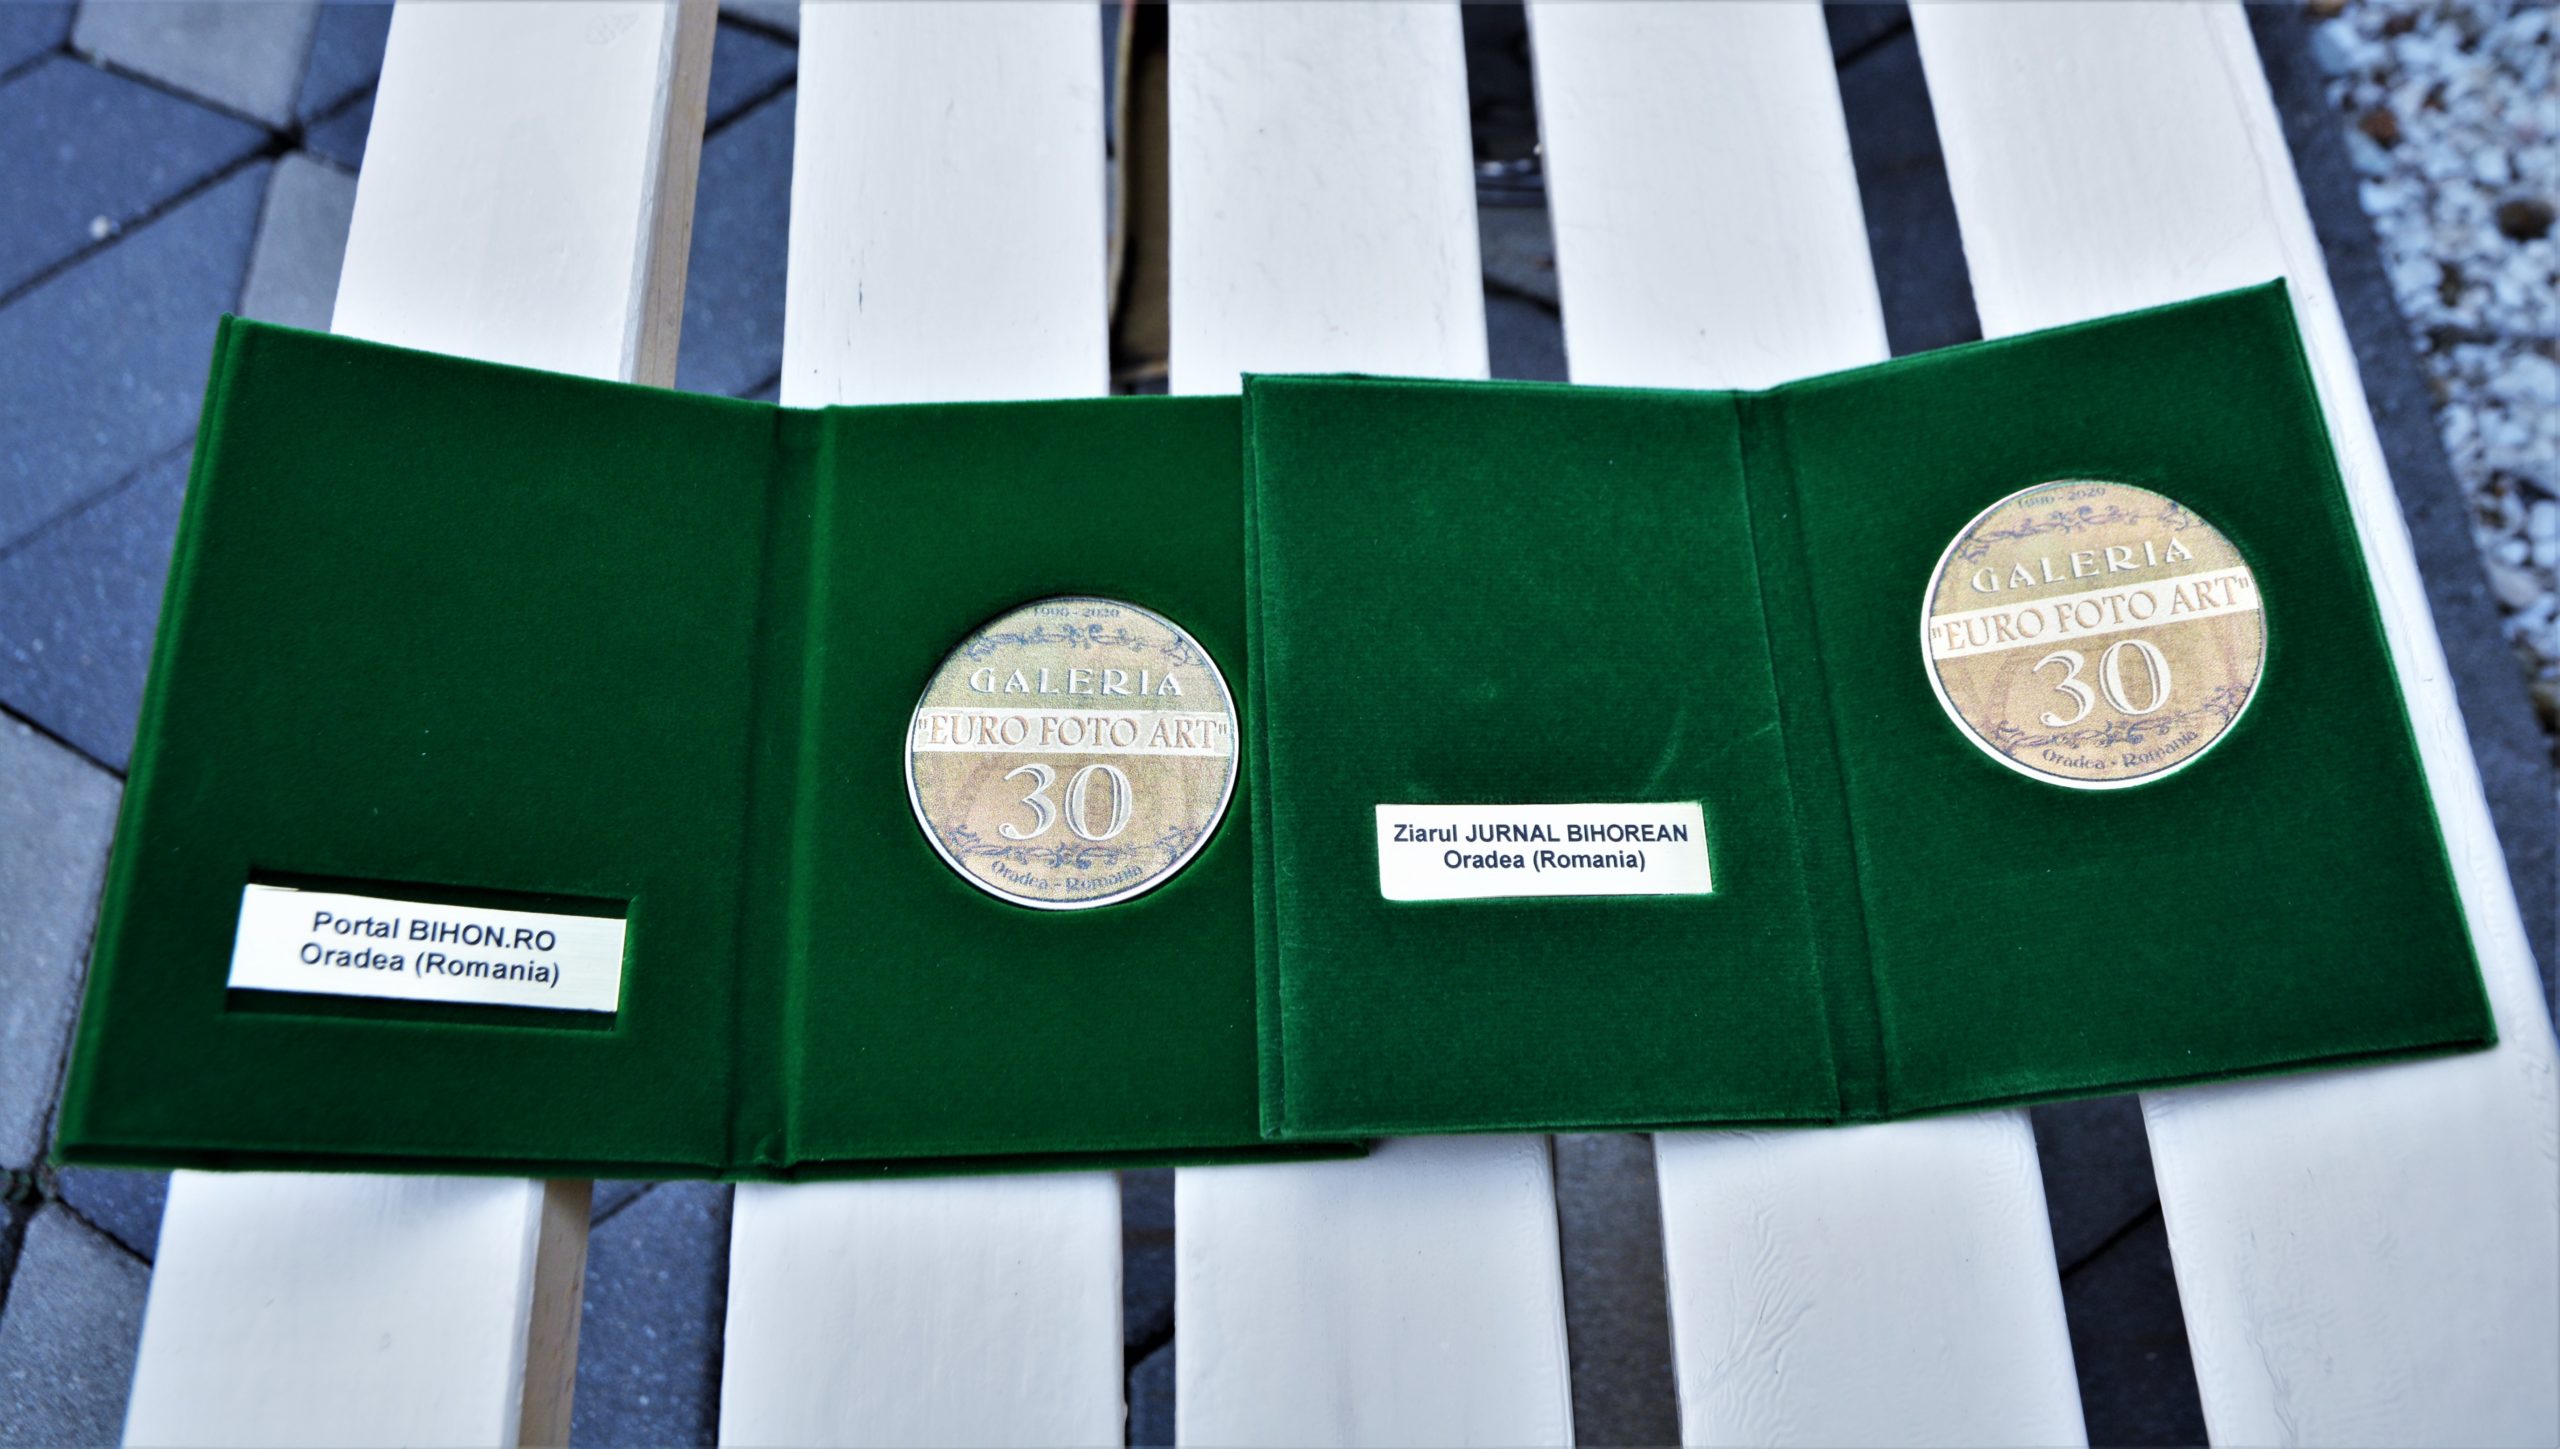 Portal BIHON.RO
Oradea (Romania)
1990 - 2020
GALERIA
"EURO FOTO ART"
30
Oradea - Romania
Ziarul JURNAL BIHOREAN
Oradea (Romania)
1990 - 2020
GALERIA
"EURO FOTO ART"
30
Oradea - Romania